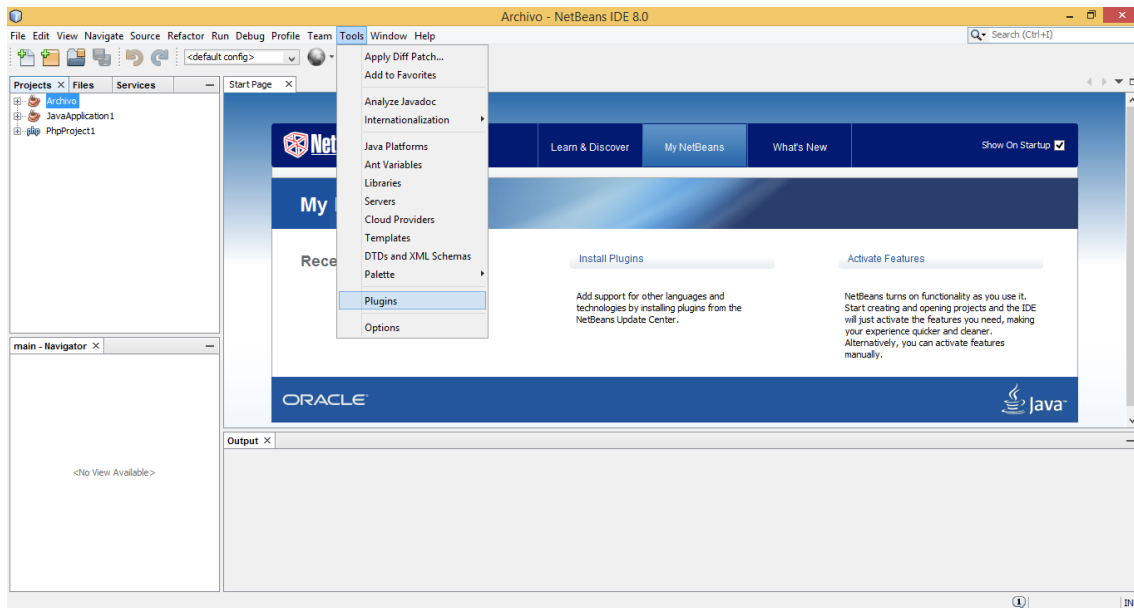 Archivo - NetBeans IDE 8.0
File Edit View Navigate Source Refactor Run Debug Profile Team Tools Window Help
Search (Ctrl+I)
<default config>
Projects Files Services
Start Page
Archivo
JavaApplication1
PhpProject1
Apply Diff Patch...
Add to Favorites
Analyze Javadoc
Internationalization
Java Platforms
Ant Variables
Libraries
Servers
Cloud Providers
Templates
DTDs and XML Schemas
Palette
Plugins
Options
Net
Learn & Discover
My NetBeans
What's New
Show On Startup
My
Rece
Install Plugins
Add support for other languages and
technologies by installing plugins from the
NetBeans Update Center.
Activate Features
NetBeans turns on functionality as you use it.
Start creating and opening projects and the IDE
will just activate the features you need, making
your experience quicker and cleaner.
Alternatively, you can activate features
manually.
ORACLE
Java
main - Navigator
<No View Available>
Output
1
IN